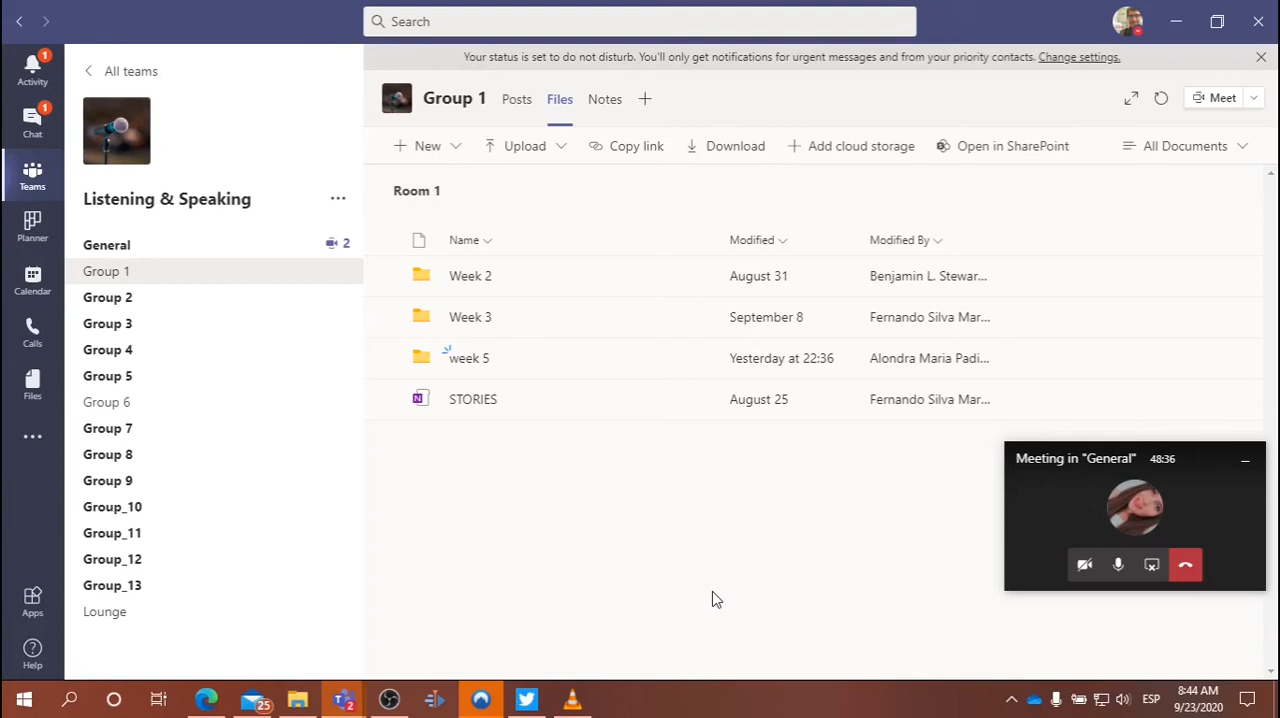 Search
Your status is set to do not disturb. You'll only get notifications for urgent messages and from your priority contacts. Change settings.
1
Activity
1
Chat
Teams
Planner
Calendar
Calls
Files
Apps
Help
All teams
Listening & Speaking
General 2
Group 1
Group 2
Group 3
Group 4
Group 5
Group 6
Group 7
Group 8
Group 9
Group_10
Group_11
Group_12
Group_13
Lounge
Group 1 Posts Files Notes Meet
New Upload Copy link Download Add cloud storage Open in SharePoint All Documents
Room 1
Name Modified Modified By
Week 2 August 31 Benjamin L. Stewar...
Week 3 September 8 Fernando Silva Mar...
week 5 Yesterday at 22:36 Alondra Maria Padi...
N STORIES August 25 Fernando Silva Mar...
Meeting in "General" 48:36
25 2 ESP 8:44 AM
9/23/2020